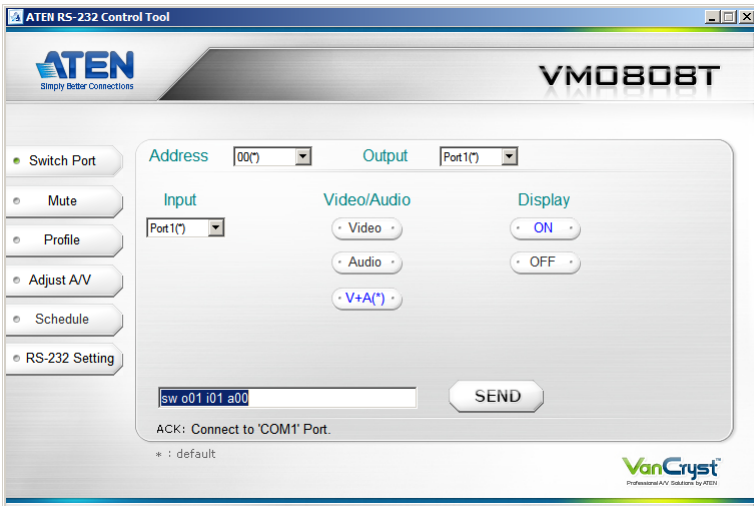 ATEN RS-232 Control Tool
ATEN
Simply Better Connections
VM0808T
Switch Port
Mute
Profile
Adjust A/V
Schedule
RS-232 Setting
Address 00(*) Output Port1(*)
Input Video/Audio Display
Port1(*) Video ON
Audio OFF
V+A(*)
sw o01 i01 a00 SEND
ACK: Connect to 'COM1' Port.
* : default
VanCryst™
Professional A/V Solutions by ATEN